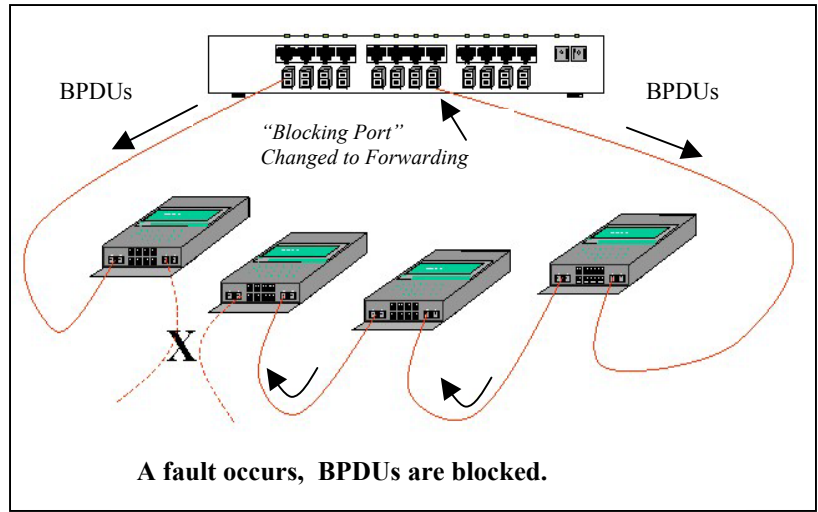 BPDUs
BPDUs
“Blocking Port”
Changed to Forwarding
X
A fault occurs, BPDUs are blocked.